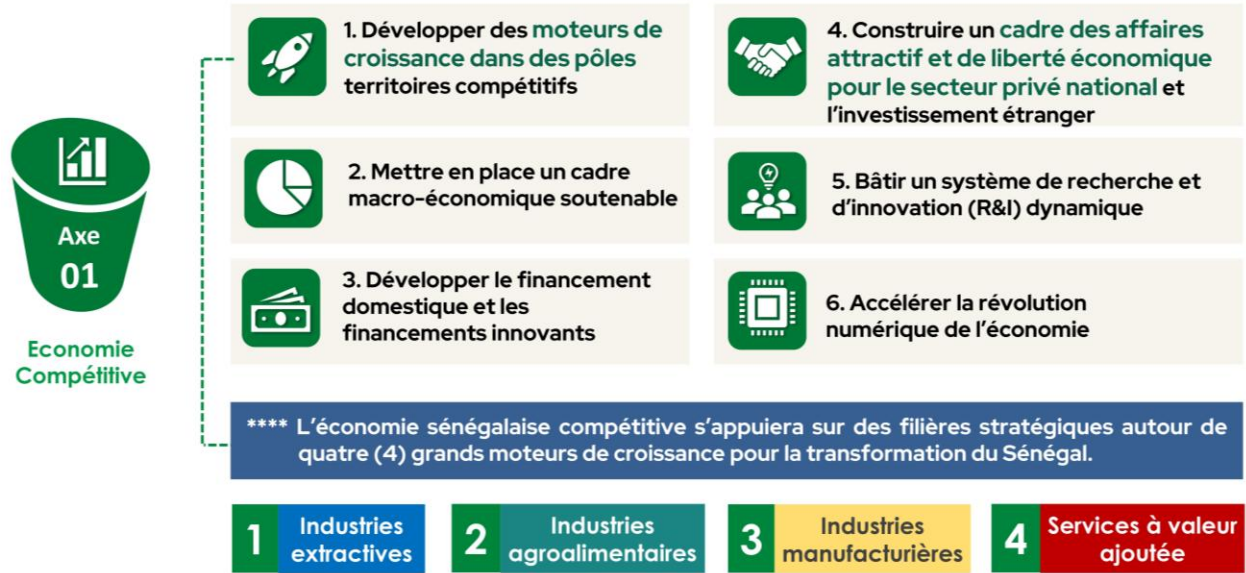 Axe
01
Economie
Compétitive
1. Développer des moteurs de
croissance dans des pôles
territoires compétitifs
2. Mettre en place un cadre
macro-économique soutenable
3. Développer le financement
domestique et les
financements innovants
4. Construire un cadre des affaires
attractif et de liberté économique
pour le secteur privé national et
l’investissement étranger
5. Bâtir un système de recherche et
d’innovation (R&I) dynamique
6. Accélérer la révolution
numérique de l’économie
**** L’économie sénégalaise compétitive s’appuiera sur des filières stratégiques autour de
quatre (4) grands moteurs de croissance pour la transformation du Sénégal.
1 Industries
extractives
2 Industries
agroalimentaires
3 Industries
manufacturières
4 Services à valeur
ajoutée